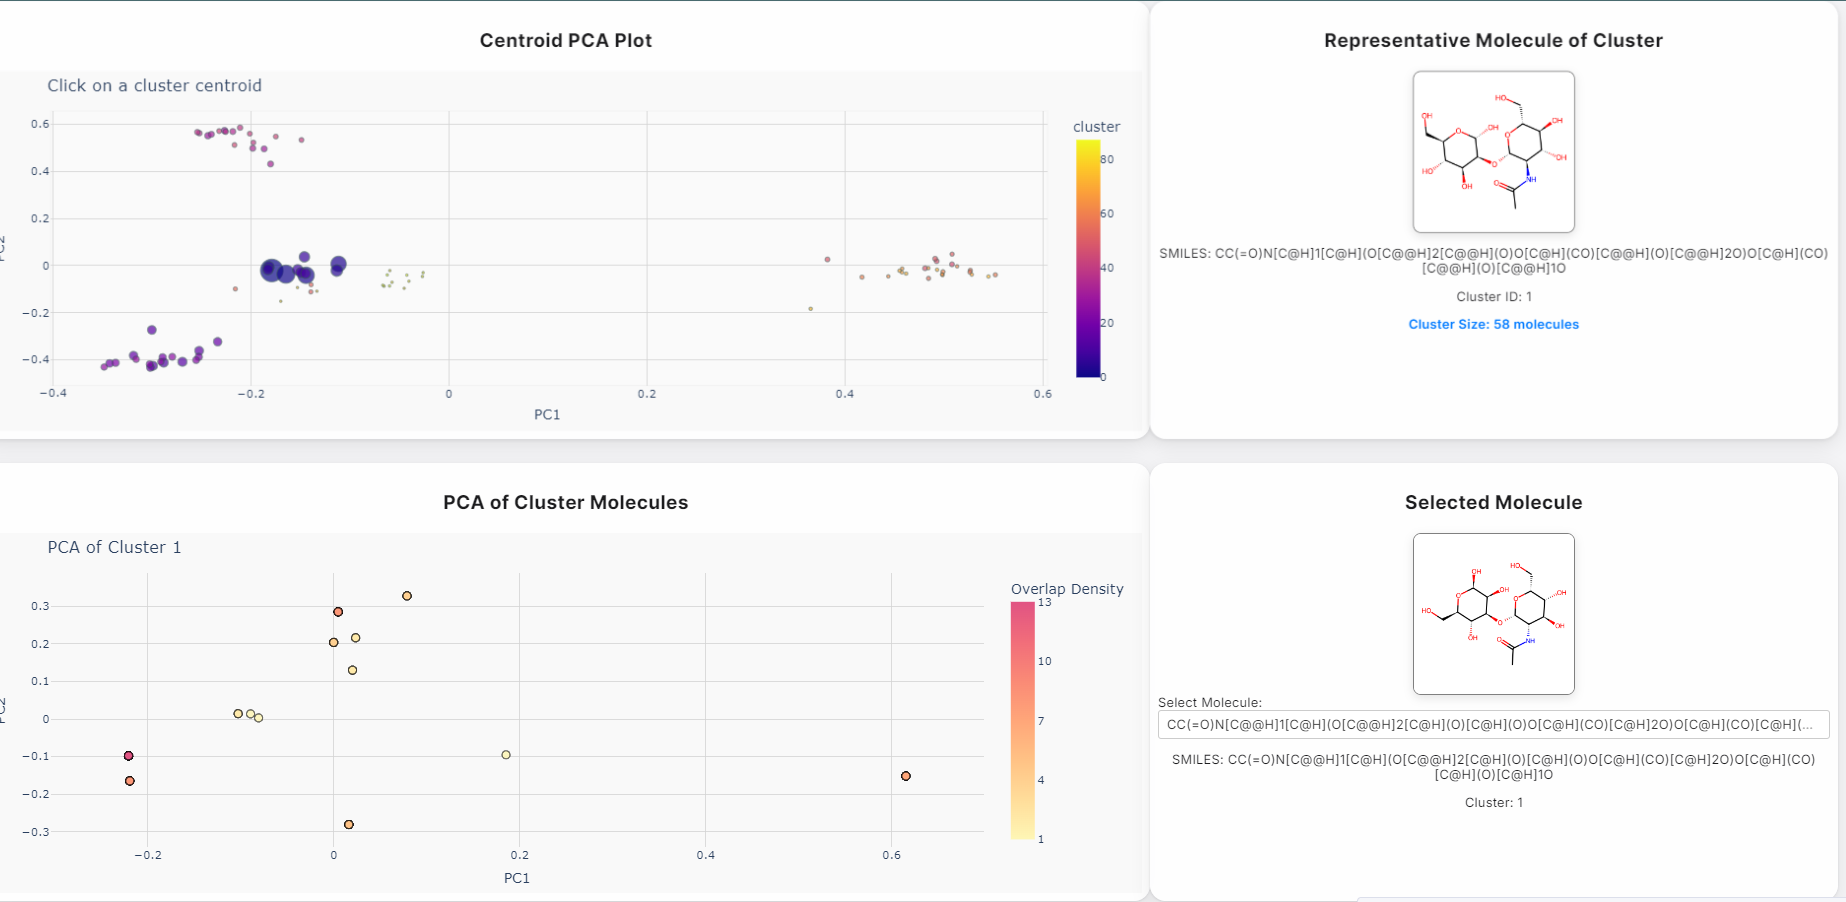 Centroid PCA Plot
Click on a cluster centroid
0.6
0.4
0.2
0
−0.2
−0.4
PC2
−0.4
−0.2
0
0.2
0.4
0.6
PC1
cluster
80
60
40
20
0
Representative Molecule of Cluster
HO
OH
OH
O
OH
O
OH
HO
O
OH
NH
O
SMILES: CC(=O)N[C@H]1[C@H](O[C@@H]2[C@@H](O)O[C@H](CO)[C@@H](O)[C@@H]2O)O[C@H](CO)
[C@@H](O)[C@@H]1O
Cluster ID: 1
Cluster Size: 58 molecules
PCA of Cluster Molecules
PCA of Cluster 1
0.3
0.2
0.1
0
−0.1
−0.2
−0.3
PC2
−0.2
0
0.2
0.4
0.6
PC1
Overlap Density
13
10
7
4
1
Selected Molecule
HO
OH
OH
OH
O
O
HO
O
OH
OH
NH
O
Select Molecule:
CC(=O)N[C@@H]1[C@H](O[C@@H]2[C@H](O)[C@H](O)O[C@H](CO)[C@H]2O)O[C@H](CO)[C@H](...
SMILES: CC(=O)N[C@@H]1[C@H](O[C@@H]2[C@H](O)[C@H](O)O[C@H](CO)[C@H]2O)O[C@H](CO)
[C@H](O)[C@H]1O
Cluster: 1